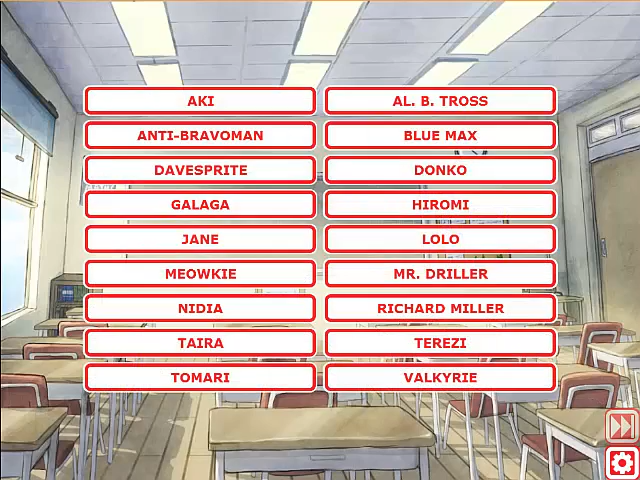 AKI
AL. B. TROSS
ANTI-BRAVOMAN
BLUE MAX
DAVESPRITE
DONKO
GALAGA
HIROMI
JANE
LOLO
MEOWKIE
MR. DRILLER
NIDIA
RICHARD MILLER
TAIRA
TEREZI
TOMARI
VALKYRIE